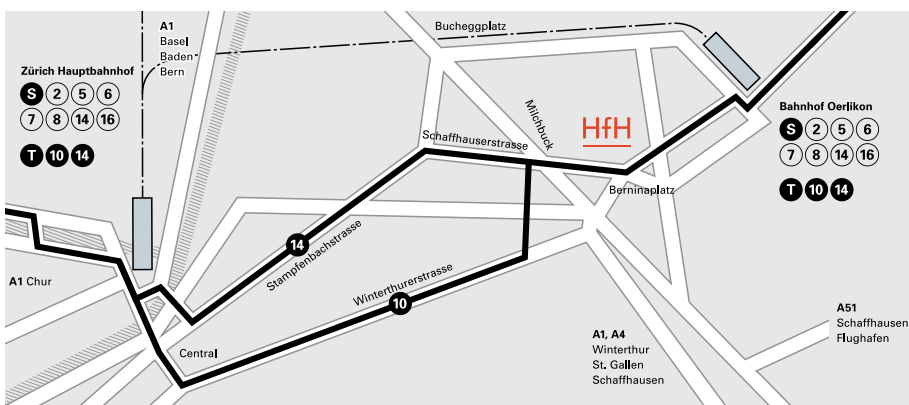 A1
Basel
Baden
Bern
Bucheggplatz
Zürich Hauptbahnhof
S 2 5 6
7 8 14 16
T 10 14
Milchbuck
HfH
Schaffhauserstrasse
Bahnhof Oerlikon
S 2 5 6
7 8 14 16
T 10 14
Berninaplatz
14
Stampfenbachstrasse
A1 Chur
Winterthurerstrasse
10
Central
A1, A4
Winterthur
St. Gallen
Schaffhausen
A51
Schaffhausen
Flughafen